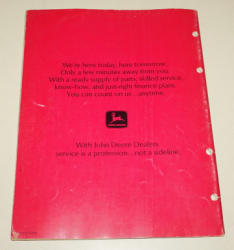 We're here today, here tomorrow.
Only a few minutes away from you.
With a ready supply of parts, skilled service,
know-how, and just-right finance plans.
You can count on us...anytime.
With John Deere Dealers
service is a profession...not a sideline.